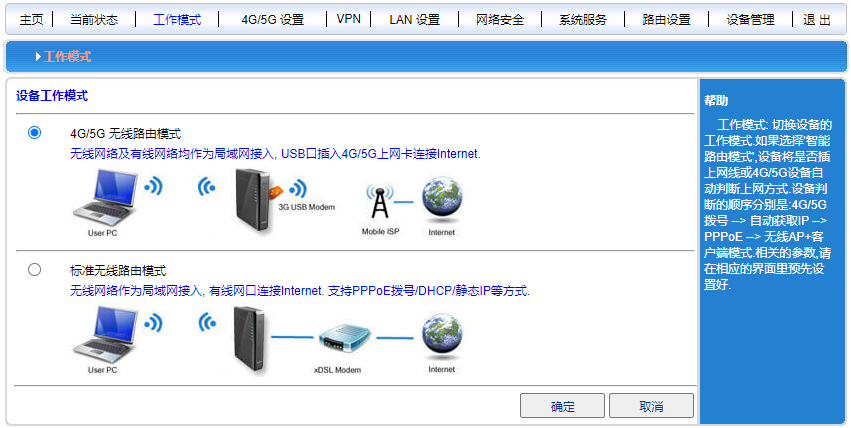 主页 当前状态 工作模式 4G/5G 设置 VPN LAN 设置 网络安全 系统服务 路由设置 设备管理 退 出
工作模式
设备工作模式
4G/5G 无线路由模式
无线网络及有线网络均作为局域网接入, USB口插入4G/5G上网卡连接Internet.
User PC
3G USB Modem
Mobile ISP
Internet
标准无线路由模式
无线网络作为局域网接入, 有线网口连接Internet. 支持PPPoE拨号/DHCP/静态IP等方式.
User PC
xDSL Modem
Internet
确定 取消
帮助
工作模式: 切换设备的
工作模式.如果选择'智能
路由模式',设备将是否插
上网线或4G/5G设备自
动判断上网方式.设备判
断的顺序分别是:4G/5G
拨号 --> 自动获取IP -->
PPPoE --> 无线AP+客
户端模式.相关的参数,请
在相应的界面里预先设
置好.